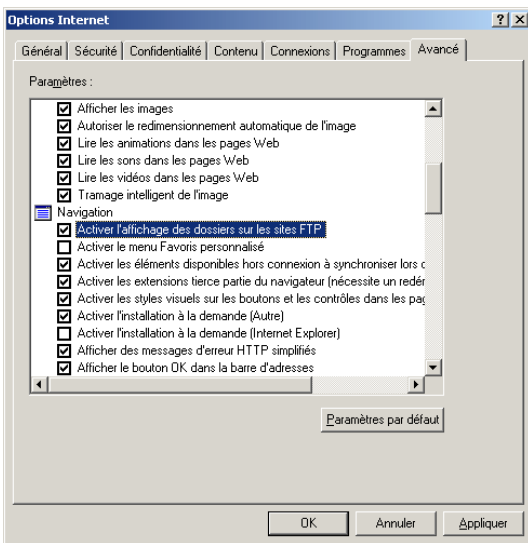 Options Internet
Général Sécurité Confidentialité Contenu Connexions Programmes Avancé
Paramètres :
Afficher les images
Autoriser le redimensionnement automatique de l'image
Lire les animations dans les pages Web
Lire les sons dans les pages Web
Lire les vidéos dans les pages Web
Tramage intelligent de l'image
Navigation
Activer l'affichage des dossiers sur les sites FTP
Activer le menu Favoris personnalisé
Activer les éléments disponibles hors connexion à synchroniser lors
Activer les extensions tierce partie du navigateur (nécessite un
Activer les styles visuels sur les boutons et les contrôles dans les
Activer l'installation à la demande (Autre)
Activer l'installation à la demande (Internet Explorer)
Afficher des messages d'erreur HTTP simplifiés
Afficher le bouton OK dans la barre d'adresses
Paramètres par défaut
OK Annuler Appliquer